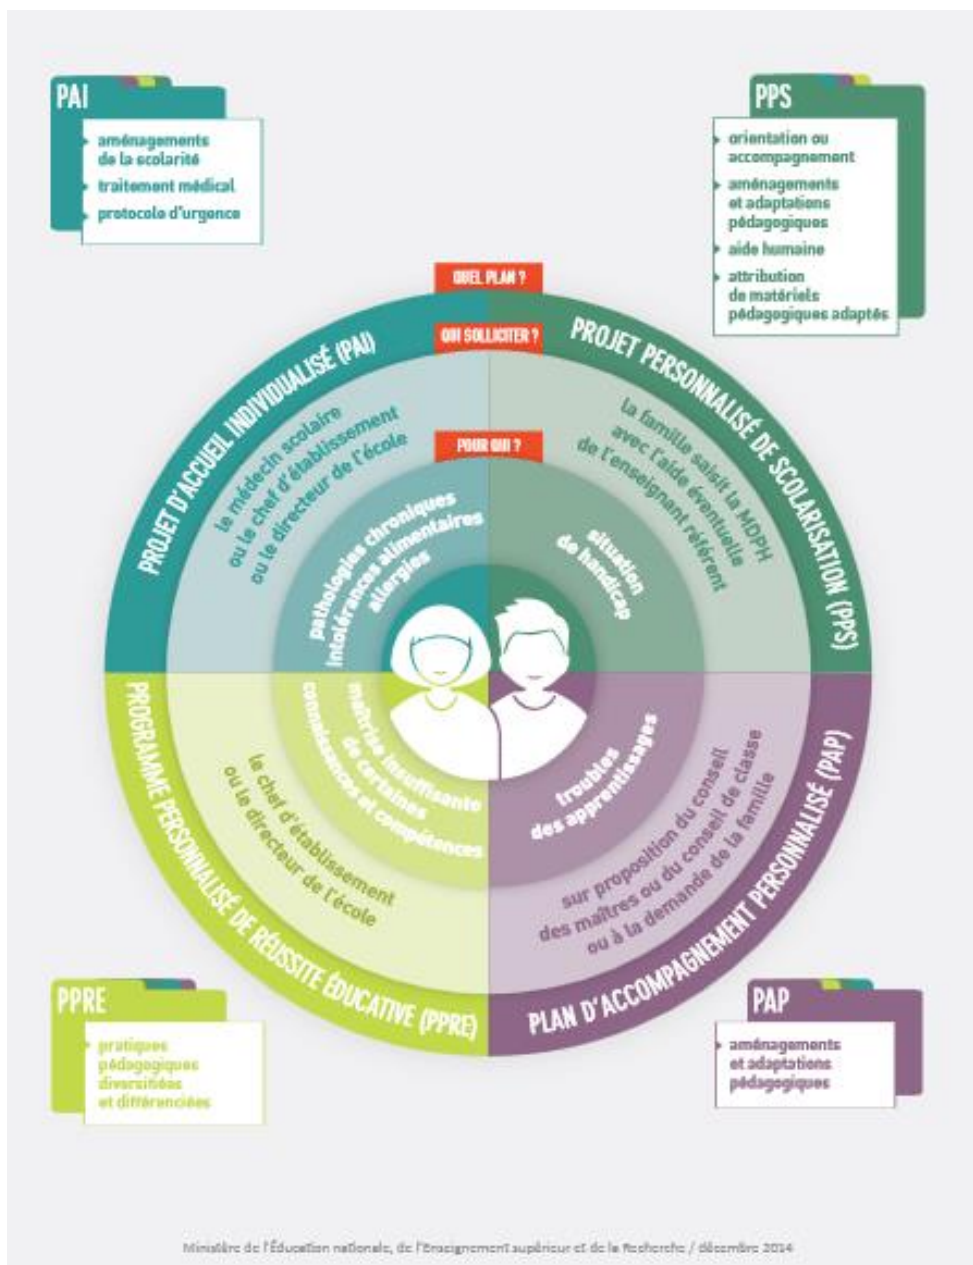 PAI
aménagements
de la scolarité
traitement médical
protocole d'urgence
PPS
orientation ou
accompagnement
aménagements
et adaptations
pédagogiques
aide humaine
attribution
de matériels
pédagogiques adaptés
QUEL PLAN ?
QUI SOLLICITER ?
POUR QUI ?
PROJET D'ACCUEIL INDIVIDUALISÉ (PAI)
le médecin scolaire
ou le chef d'établissement
ou le directeur de l'école
pathologies chroniques
intolérances alimentaires
allergies
PROJET PERSONNALISÉ DE SCOLARISATION (PPS)
la famille saisit la MDPH
avec l'aide éventuelle
de l'enseignant référent
situation
de handicap
PROGRAMME PERSONNALISÉ DE RÉUSSITE ÉDUCATIVE (PPRE)
le chef d'établissement
ou le directeur de l'école
maîtrise insuffisante
de certaines
connaissances et compétences
PLAN D'ACCOMPAGNEMENT PERSONNALISÉ (PAP)
sur proposition du conseil
des maîtres ou du conseil de classe
ou à la demande de la famille
troubles
des apprentissages
PPRE
pratiques
pédagogiques
diversifiées
et différenciées
PAP
aménagements
et adaptations
pédagogiques
Ministère de l'Éducation nationale, de l'Enseignement supérieur et de la Recherche / décembre 2014